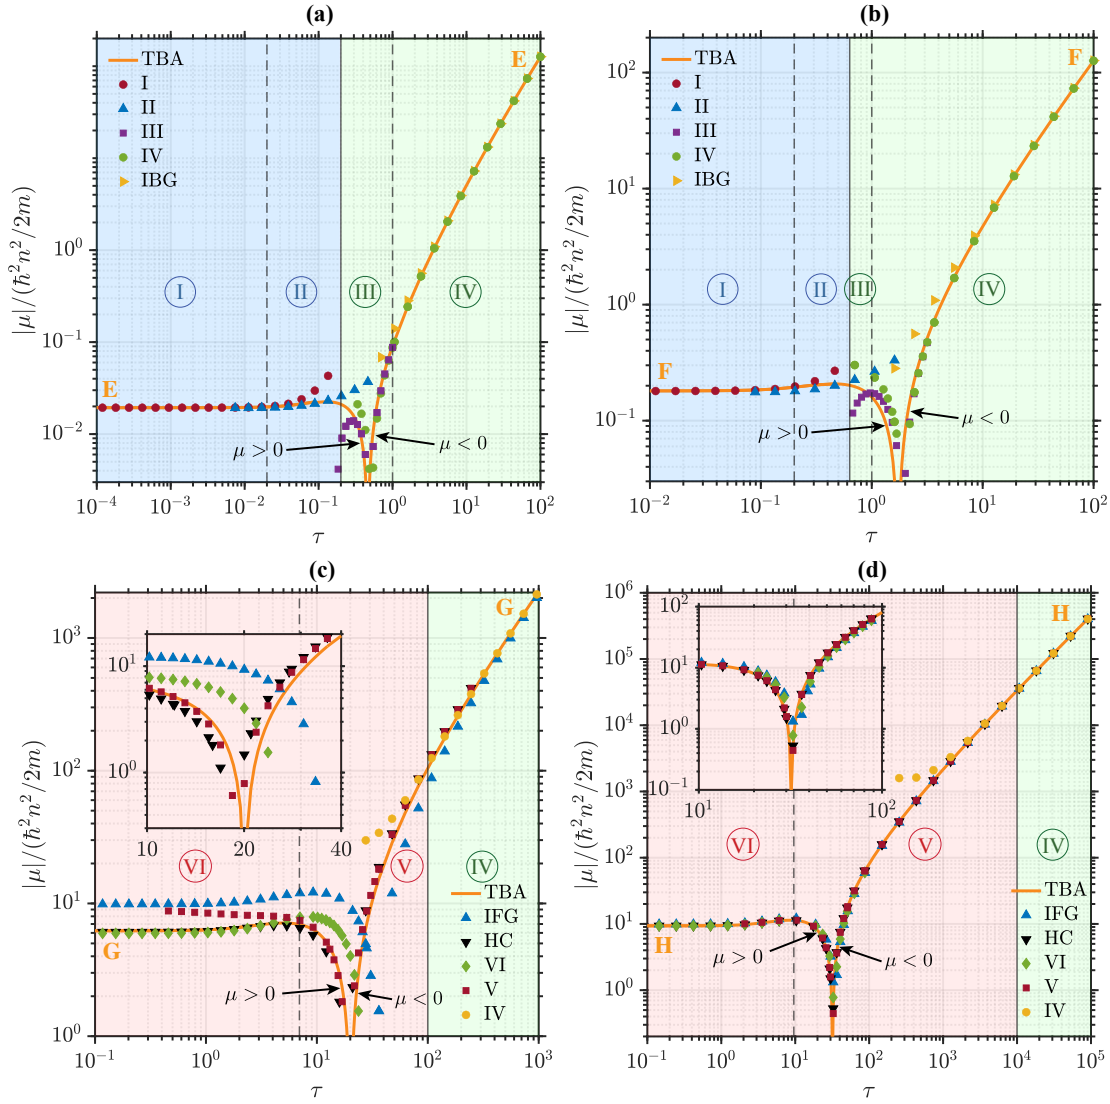 (a)
|μ|/(ħ²n²/2m)
10⁰
10⁻¹
10⁻²
TBA
I
II
III
IV
IBG
E
E
I
II
III
IV
μ > 0
μ < 0
10⁻⁴
10⁻³
10⁻²
10⁻¹
10⁰
10¹
10²
τ
(b)
|μ|/(ħ²n²/2m)
10²
10¹
10⁰
10⁻¹
TBA
I
II
III
IV
IBG
F
F
I
II
III
IV
μ > 0
μ < 0
10⁻²
10⁻¹
10⁰
10¹
10²
τ
(c)
|μ|/(ħ²n²/2m)
10³
10²
10¹
10⁰
G
G
10¹
10⁰
10
20
40
VI
V
IV
TBA
IFG
HC
VI
V
IV
μ > 0
μ < 0
10⁻¹
10⁰
10¹
10²
10³
τ
(d)
|μ|/(ħ²n²/2m)
10⁶
10⁵
10⁴
10³
10²
10¹
10⁰
H
H
10²
10¹
10⁰
10⁻¹
10
100
VI
V
IV
TBA
IFG
HC
VI
V
IV
μ > 0
μ < 0
10⁻¹
10⁰
10¹
10²
10³
10⁴
10⁵
τ